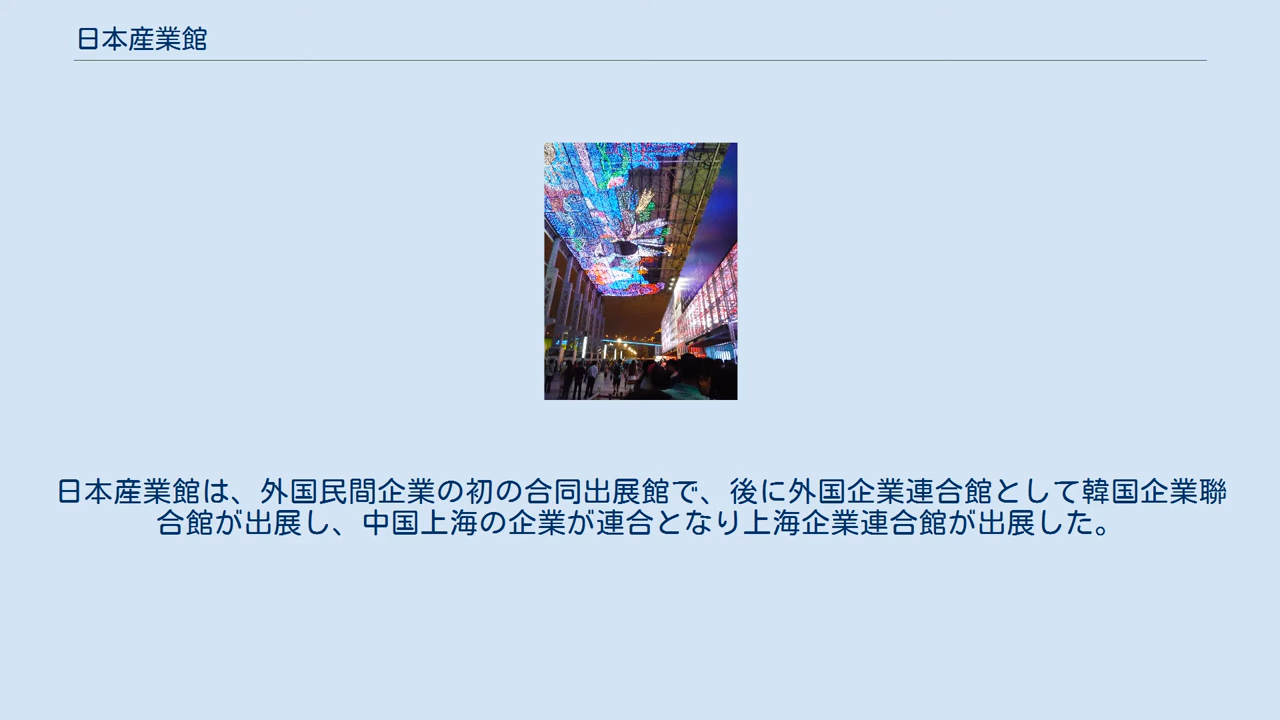 日本産業館
日本産業館は、外国民間企業の初の合同出展館で、後に外国企業連合館として韓国企業聯
合館が出展し、中国上海の企業が連合となり上海企業連合館が出展した。